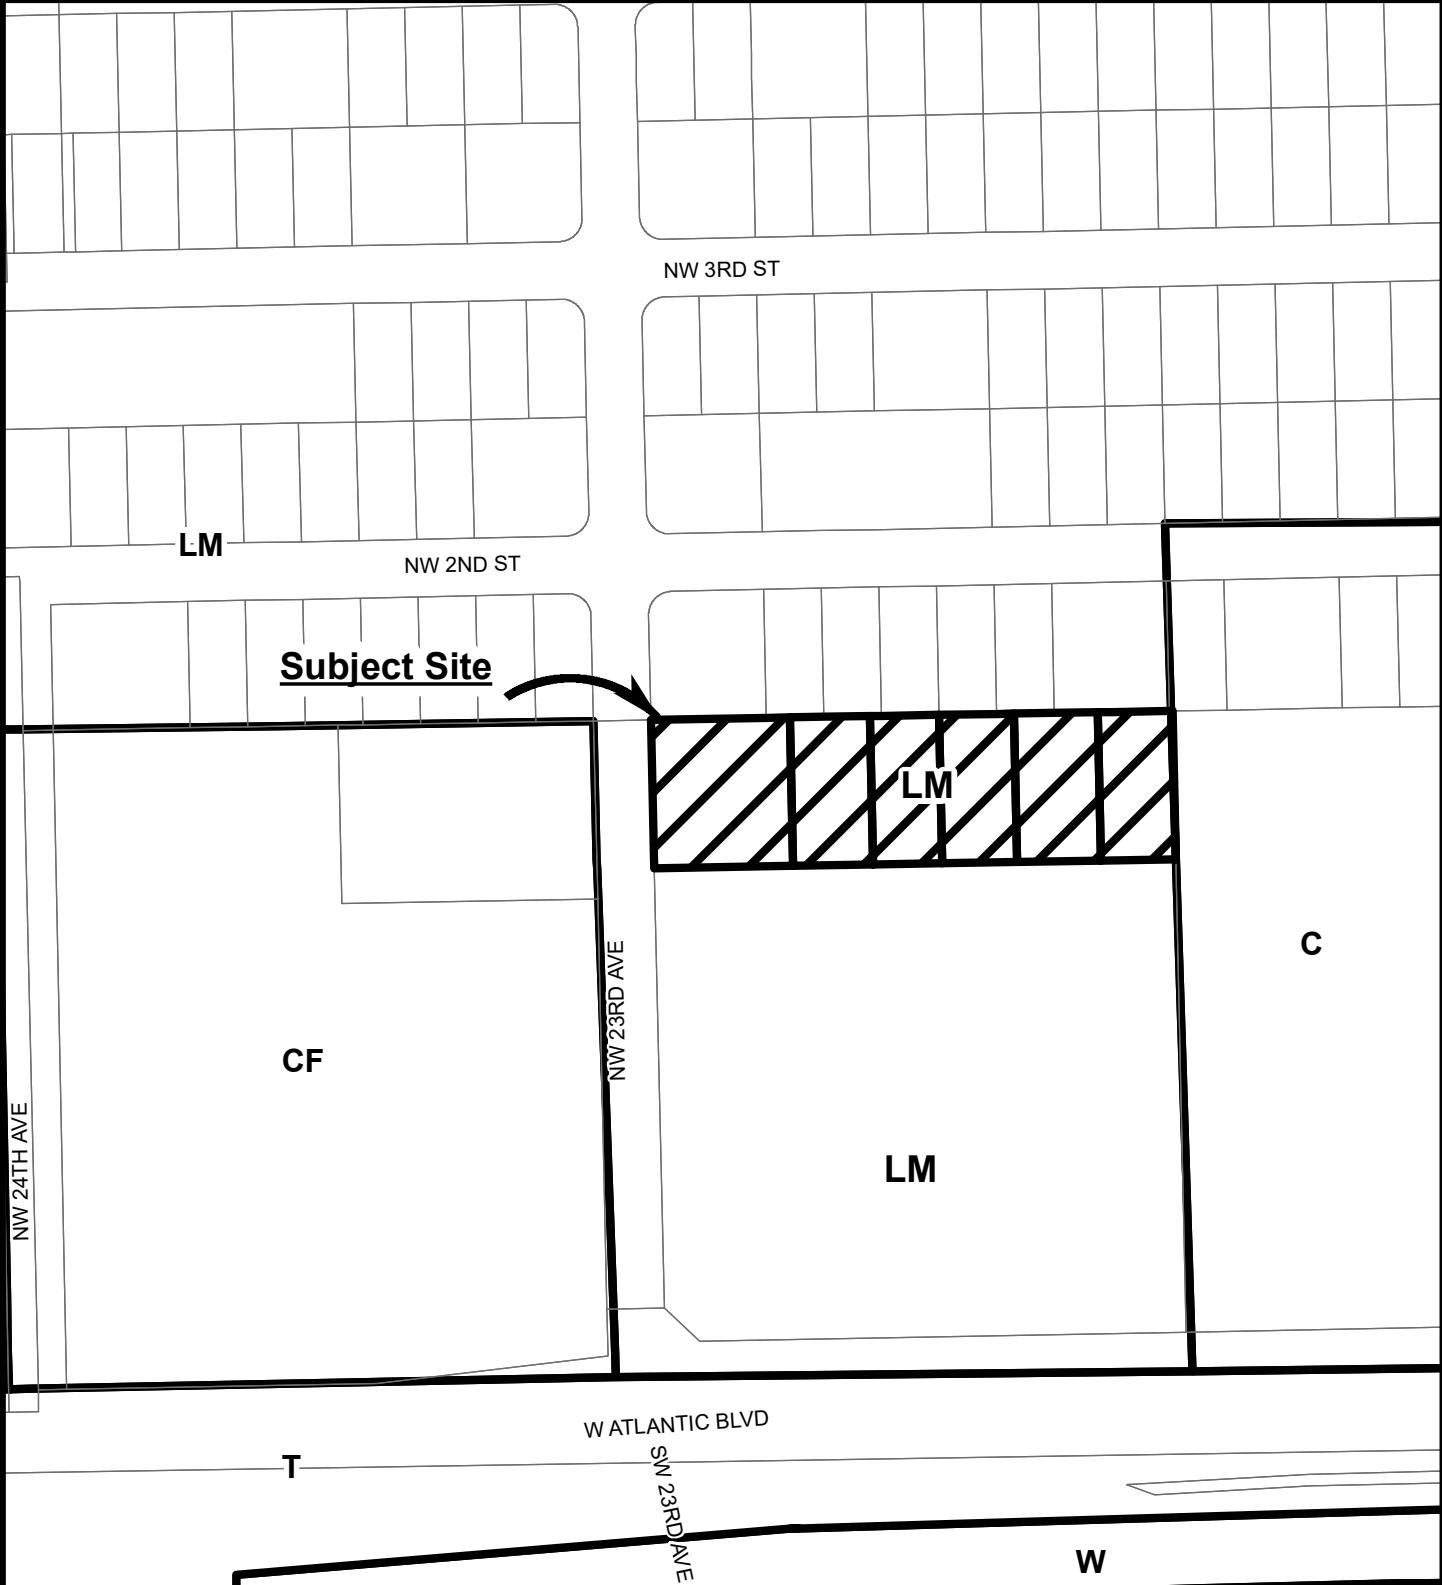 NW 3RD ST
LM
NW 2ND ST
Subject Site
LM
C
NW 23RD AVE
CF
NW 24TH AVE
LM
W ATLANTIC BLVD
T
SW 23RD AVE
W